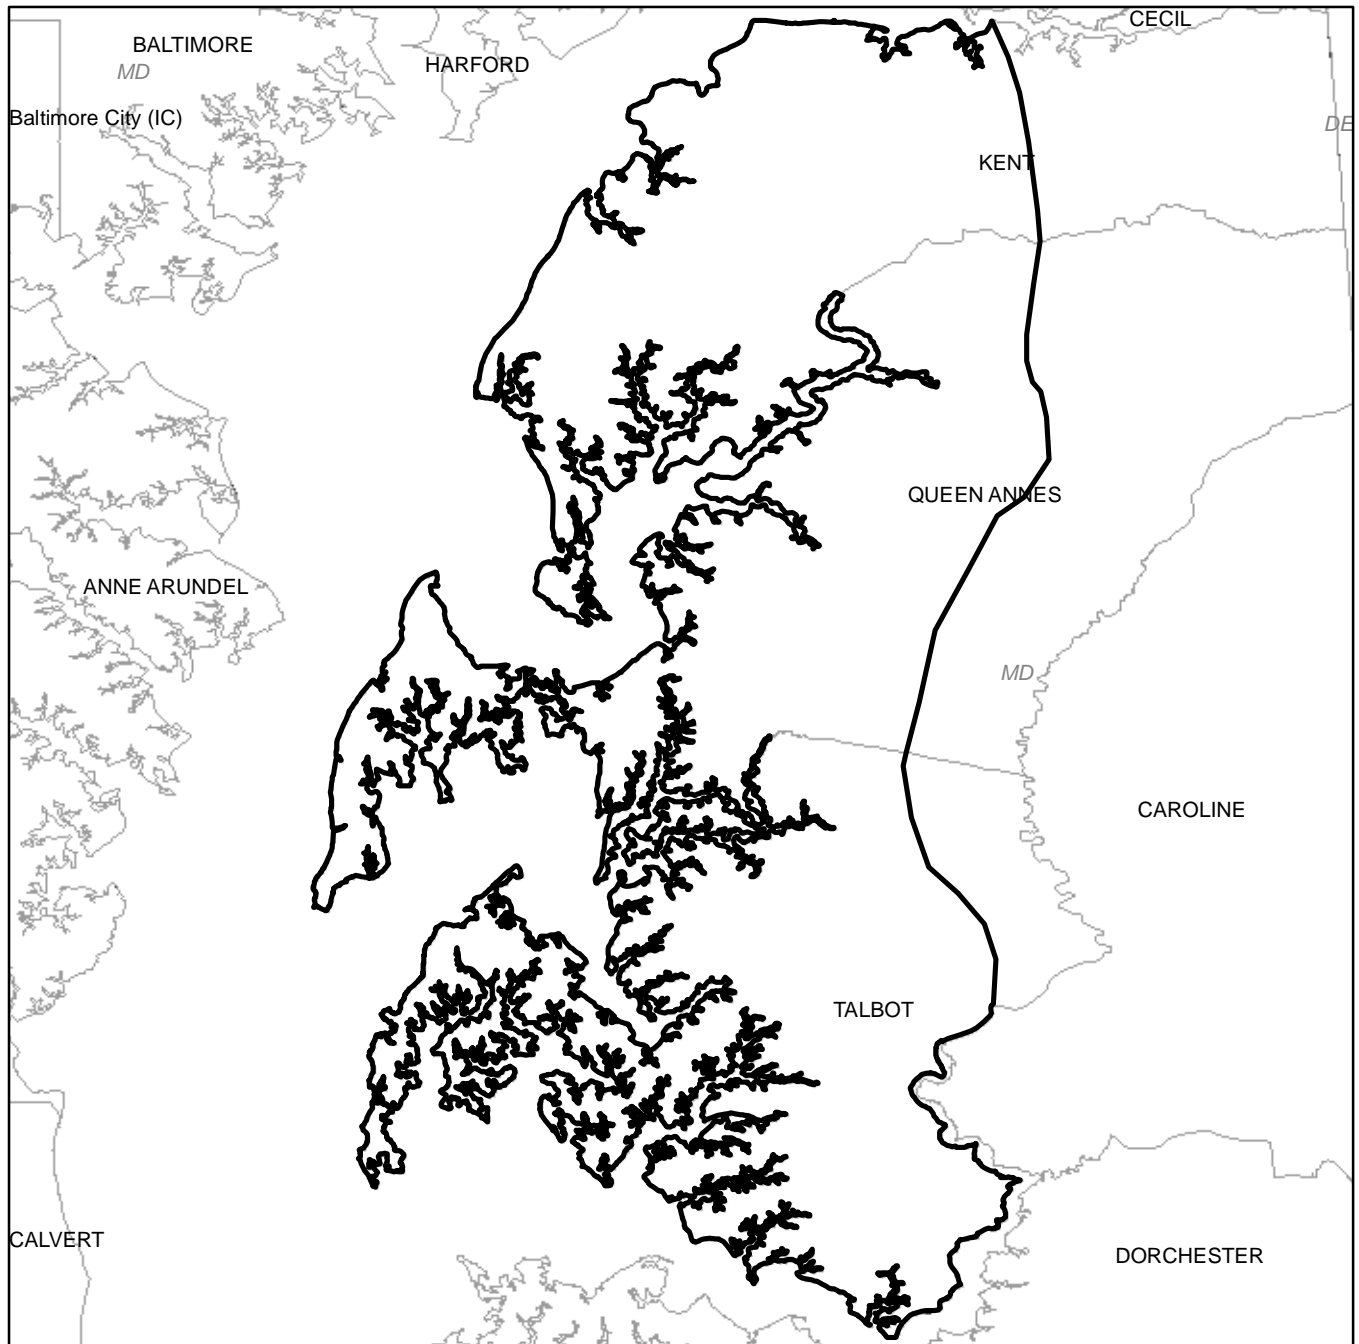 CECIL
BALTIMORE
HARFORD
MD
Baltimore City (IC)
DE
KENT
QUEEN ANNES
ANNE ARUNDEL
MD
CAROLINE
TALBOT
CALVERT
DORCHESTER